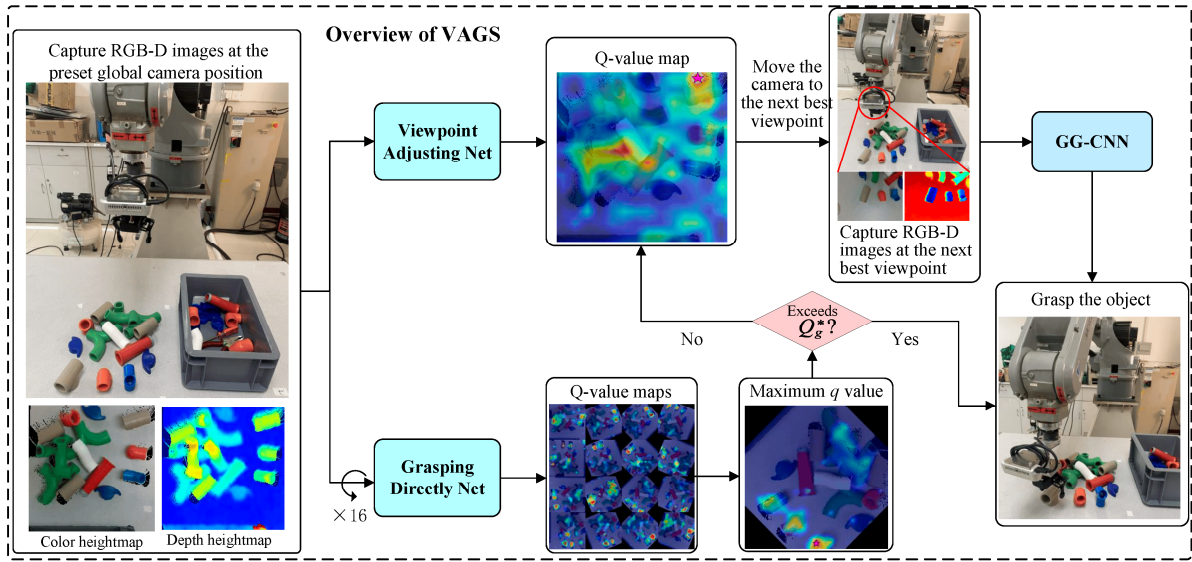 Overview of VAGS
Capture RGB-D images at the
preset global camera position
Color heightmap
Depth heightmap
Viewpoint
Adjusting Net
Q-value map
Move the
camera to
the next best
viewpoint
Capture RGB-D
images at the next
best viewpoint
GG-CNN
Grasp the object
×16
Grasping
Directly Net
Q-value maps
Maximum q value
Exceeds
Q*g?
No
Yes